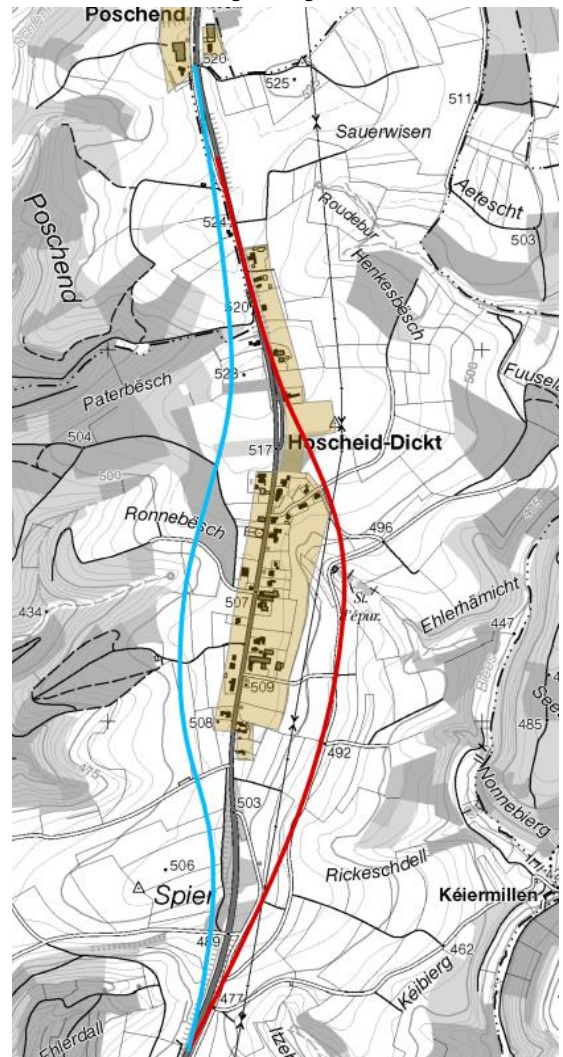 Poschend
520
525
511
Sauerwisen
Aetescht
Roudebur
503
524
Poschend
Henkesbësch
520
500
523
Paterbësch
504
517
Hoscheid-Dickt
500
Ronnebësch
496
St.
d'épur.
507
Ehlerhämicht
434
447
509
508
485
492
475
Nonnebierg
503
506
Rickeschdell
Spier
Kéiermillen
489
462
Kéibierg
477
Ehlerdall